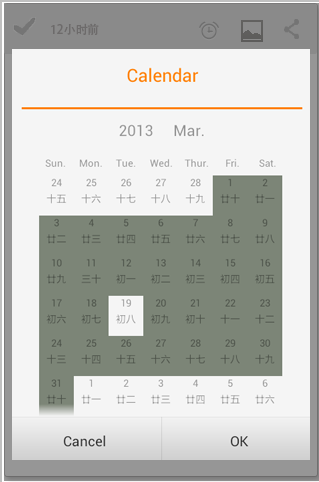 12小时前
Calendar
2013 Mar.
Sun. Mon. Tue. Wed. Thur. Fri. Sat.
24 25 26 27 28 1 2
十五 十六 十七 十八 十九 廿十 廿一
3 4 5 6 7 8 9
廿二 廿三 廿四 廿五 廿六 廿七 廿八
10 11 12 13 14 15 16
廿九 三十 初一 初二 初三 初四 初五
17 18 19 20 21 22 23
初六 初七 初八 初九 初十 十一 十二
24 25 26 27 28 29 30
十三 十四 十五 十六 十七 十八 十九
31 1 2 3 4 5 6
廿十 廿一 廿二 廿三 廿四 廿五 廿六
Cancel OK